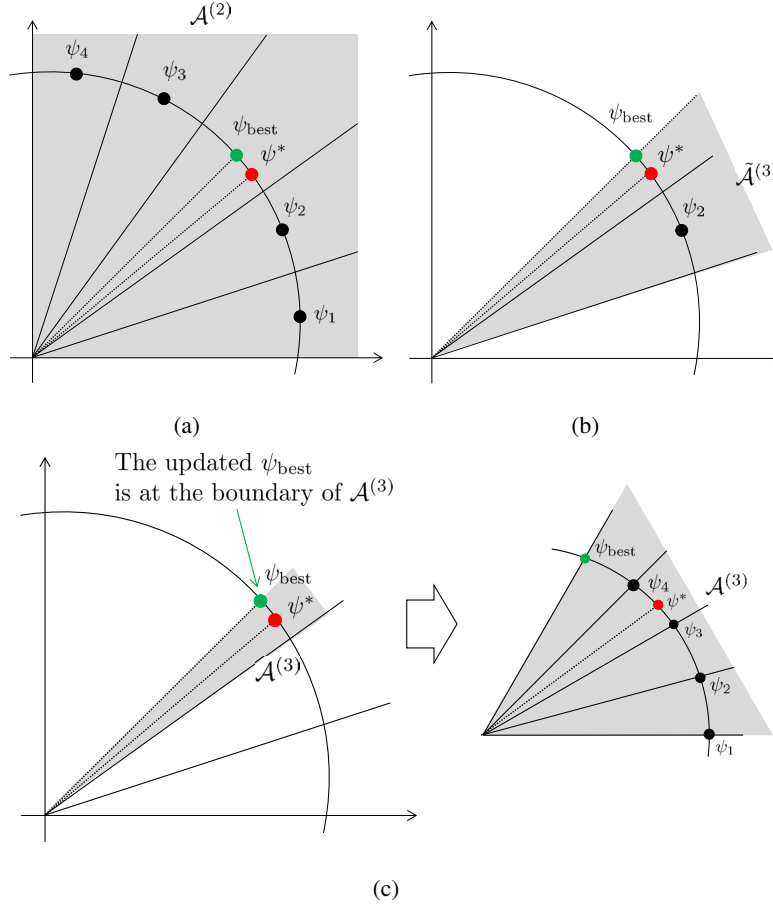 𝒜^(2)
ψ_4
ψ_3
ψ_best
ψ*
ψ_2
ψ_1
(a)
ψ_best
ψ*
𝒜̃^(3)
ψ_2
(b)
The updated ψ_best
is at the boundary of 𝒜^(3)
ψ_best
ψ*
𝒜^(3)
ψ_best
ψ_4
𝒜^(3)
ψ*
ψ_3
ψ_2
ψ_1
(c)